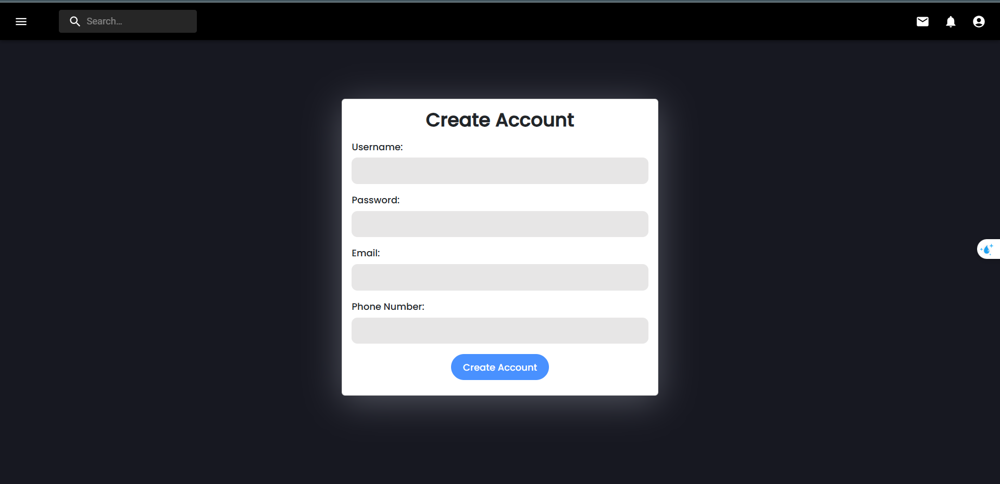 Search...
Create Account
Username:
Password:
Email:
Phone Number:
Create Account